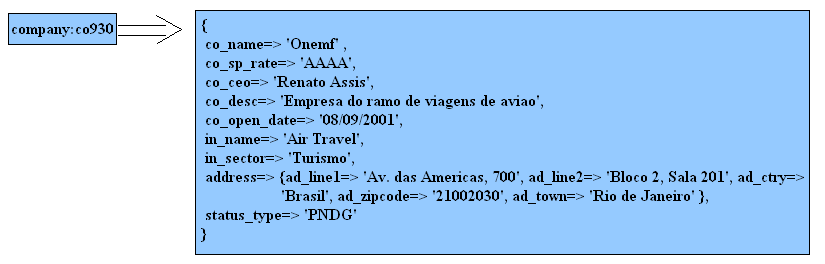 company:co930
{
co_name=> 'Onemf' ,
co_sp_rate=> 'AAAA',
co_ceo=> 'Renato Assis',
co_desc=> 'Empresa do ramo de viagens de aviao',
co_open_date=> '08/09/2001',
in_name=> 'Air Travel',
in_sector=> 'Turismo',
address=> {ad_line1=> 'Av. das Americas, 700', ad_line2=> 'Bloco 2, Sala 201', ad_ctry=>
'Brasil', ad_zipcode=> '21002030', ad_town=> 'Rio de Janeiro' },
status_type=> 'PNDG'
}